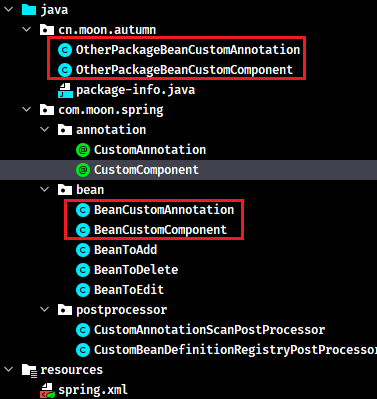 java
cn.moon.autumn
OtherPackageBeanCustomAnnotation
OtherPackageBeanCustomComponent
package-info.java
com.moon.spring
annotation
CustomAnnotation
CustomComponent
bean
BeanCustomAnnotation
BeanCustomComponent
BeanToAdd
BeanToDelete
BeanToEdit
postprocessor
CustomAnnotationScanPostProcessor
CustomBeanDefinitionRegistryPostProcessor
resources
spring.xml